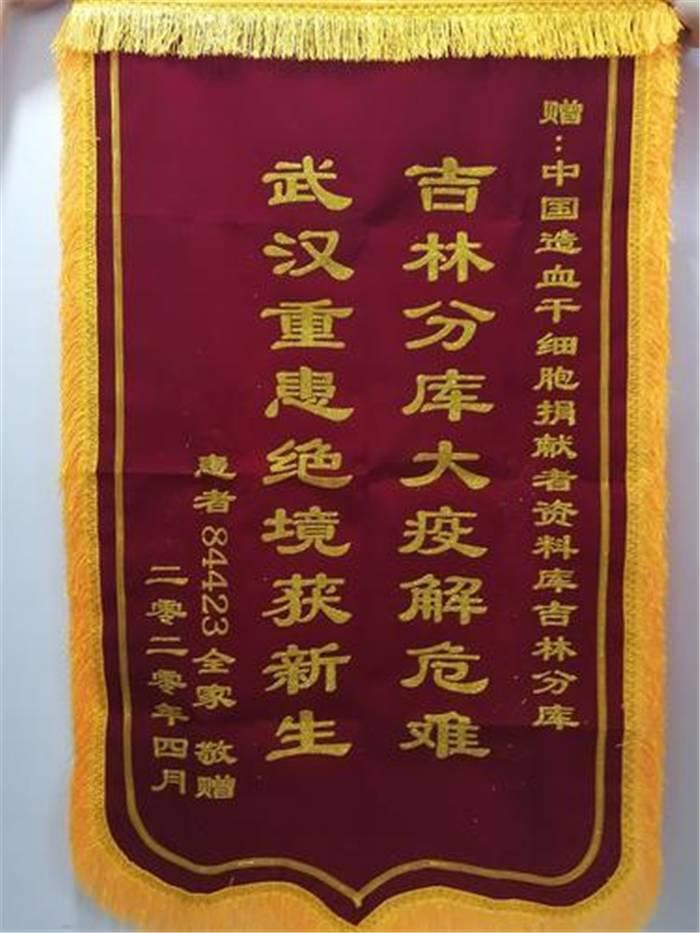 赠：中国造血干细胞捐献者资料库吉林分库
吉林分库大疫解危难
武汉重患绝境获新生
患者84423全家 敬赠
二零二零年四月